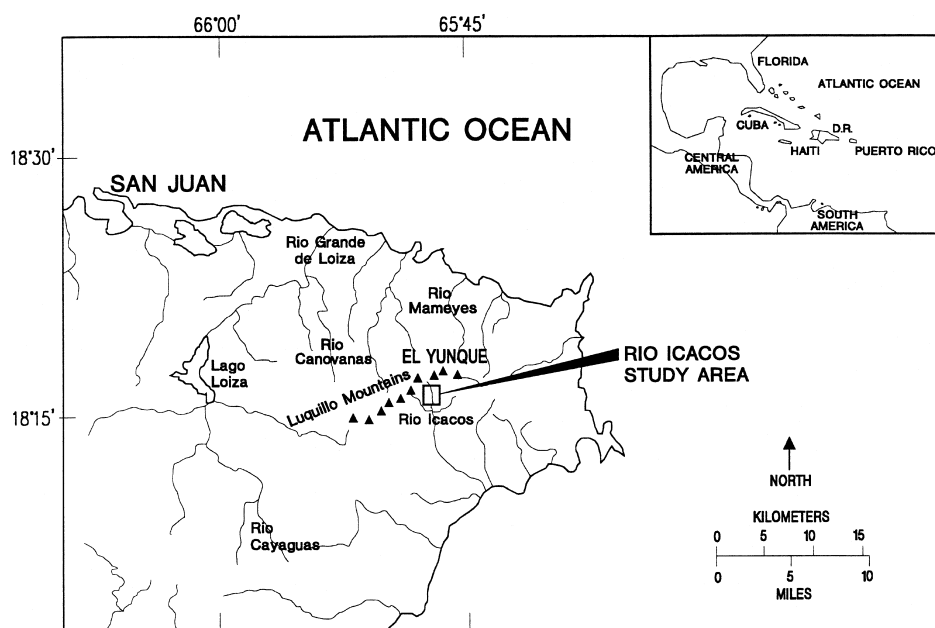 66°00'
65°45'
18°30'
18°15'
ATLANTIC OCEAN
SAN JUAN
Rio Grande
de Loiza
Rio
Mameyes
Rio
Canovanas
EL YUNQUE
Lago
Loiza
Luquillo Mountains
Rio Icacos
RIO ICACOS
STUDY AREA
Rio
Cayaguas
FLORIDA
ATLANTIC OCEAN
CUBA
D.R.
HAITI
PUERTO RICO
CENTRAL
AMERICA
SOUTH
AMERICA
NORTH
KILOMETERS
0 5 10 15
0 5 10
MILES